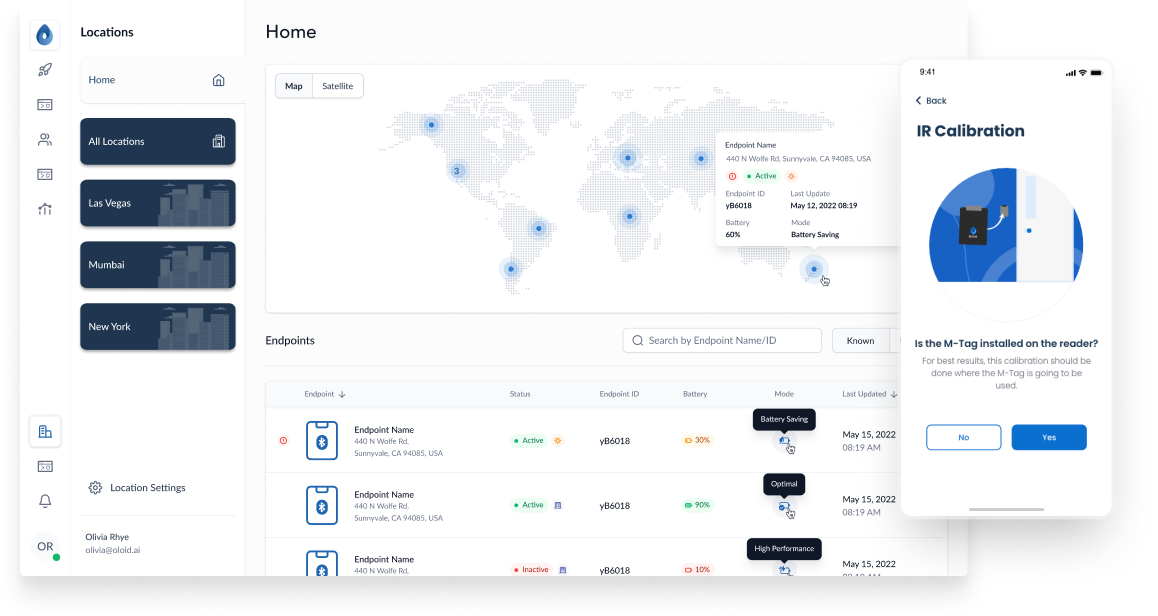 Locations
Home
All Locations
Las Vegas
Mumbai
New York
Location Settings
OR
Olivia Rhye
olivia@oloid.ai
Home
Map
Satellite
3
Endpoint Name
440 N Wolfe Rd, Sunnyvale, CA 94085, USA
Active
Endpoint ID
Last Update
yB6018
May 12, 2022 08:19
Battery
Mode
60%
Battery Saving
Endpoints
Search by Endpoint Name/ID
Known
Endpoint
Status
Endpoint ID
Battery
Mode
Last Updated
Battery Saving
Endpoint Name
440 N Wolfe Rd,
Sunnyvale, CA 94085, USA
Active
yB6018
30%
May 15, 2022
08:19 AM
Optimal
Endpoint Name
440 N Wolfe Rd,
Sunnyvale, CA 94085, USA
Active
yB6018
90%
May 15, 2022
08:19 AM
High Performance
Endpoint Name
440 N Wolfe Rd,
Inactive
yB6018
10%
May 15, 2022
9:41
Back
IR Calibration
Is the M-Tag installed on the reader?
For best results, this calibration should be
done where the M-Tag is going to be
used.
No
Yes